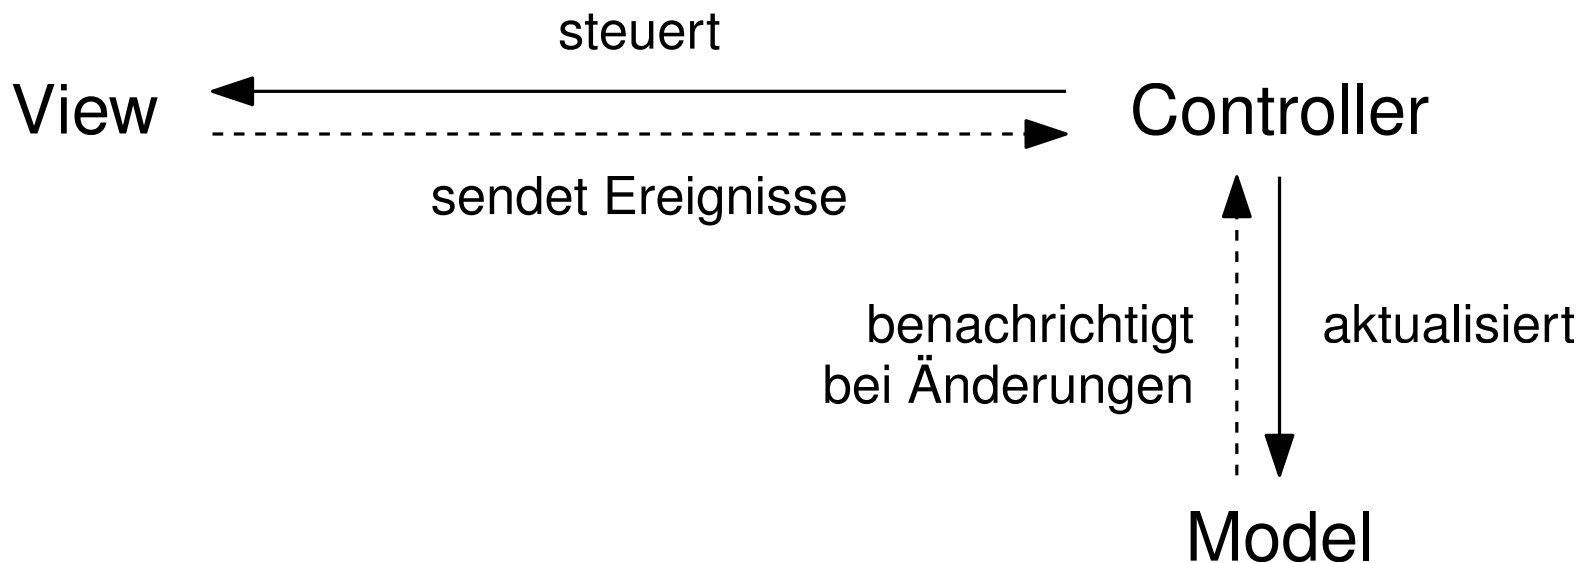 steuert
View
Controller
sendet Ereignisse
benachrichtigt
bei Änderungen
aktualisiert
Model